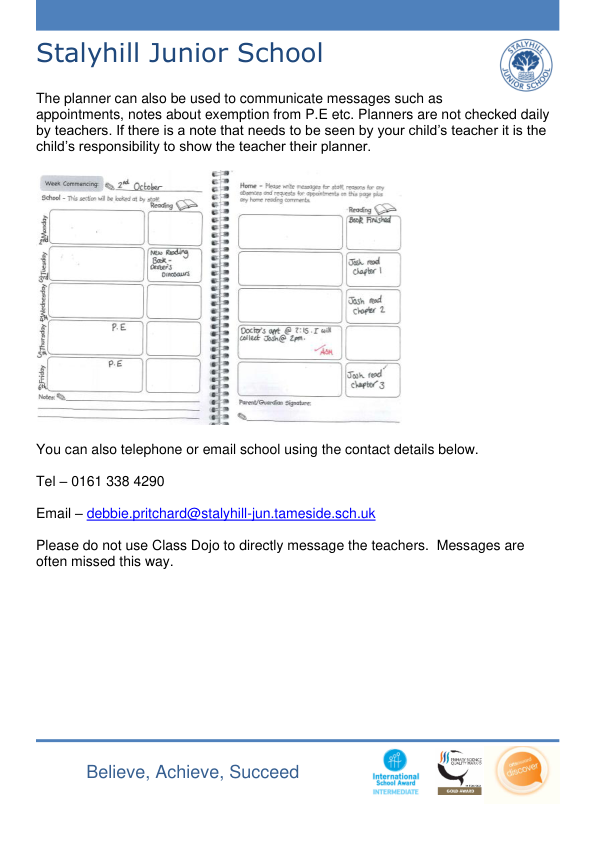 Stalyhill Junior School
STALYHILL JUNIOR SCHOOL
The planner can also be used to communicate messages such as
appointments, notes about exemption from P.E etc. Planners are not checked daily
by teachers. If there is a note that needs to be seen by your child’s teacher it is the
child’s responsibility to show the teacher their planner.
Week Commencing: 2nd October
School - This section will be looked at by staff.
Reading
Monday
Tuesday
New Reading
Book -
Dexter's
Dinosaurs
Wednesday
Thursday
P.E
Friday
P.E
Notes:
Home - Please write messages for staff, reasons for any
absences and requests for appointments on this page plus
any home reading comments.
Reading
Book Finished
Josh read
chapter 1
Josh read
chapter 2
Doctor's appt @ 2:15. I will
collect Josh @ 2pm.
Josh read
chapter 3
Parent/Guardian Signature:
You can also telephone or email school using the contact details below.
Tel – 0161 338 4290
Email – debbie.pritchard@stalyhill-jun.tameside.sch.uk
Please do not use Class Dojo to directly message the teachers.  Messages are
often missed this way.
Believe, Achieve, Succeed
International
School Award
INTERMEDIATE
PRIMARY SCIENCE
QUALITY MARK
GOLD AWARD
discover